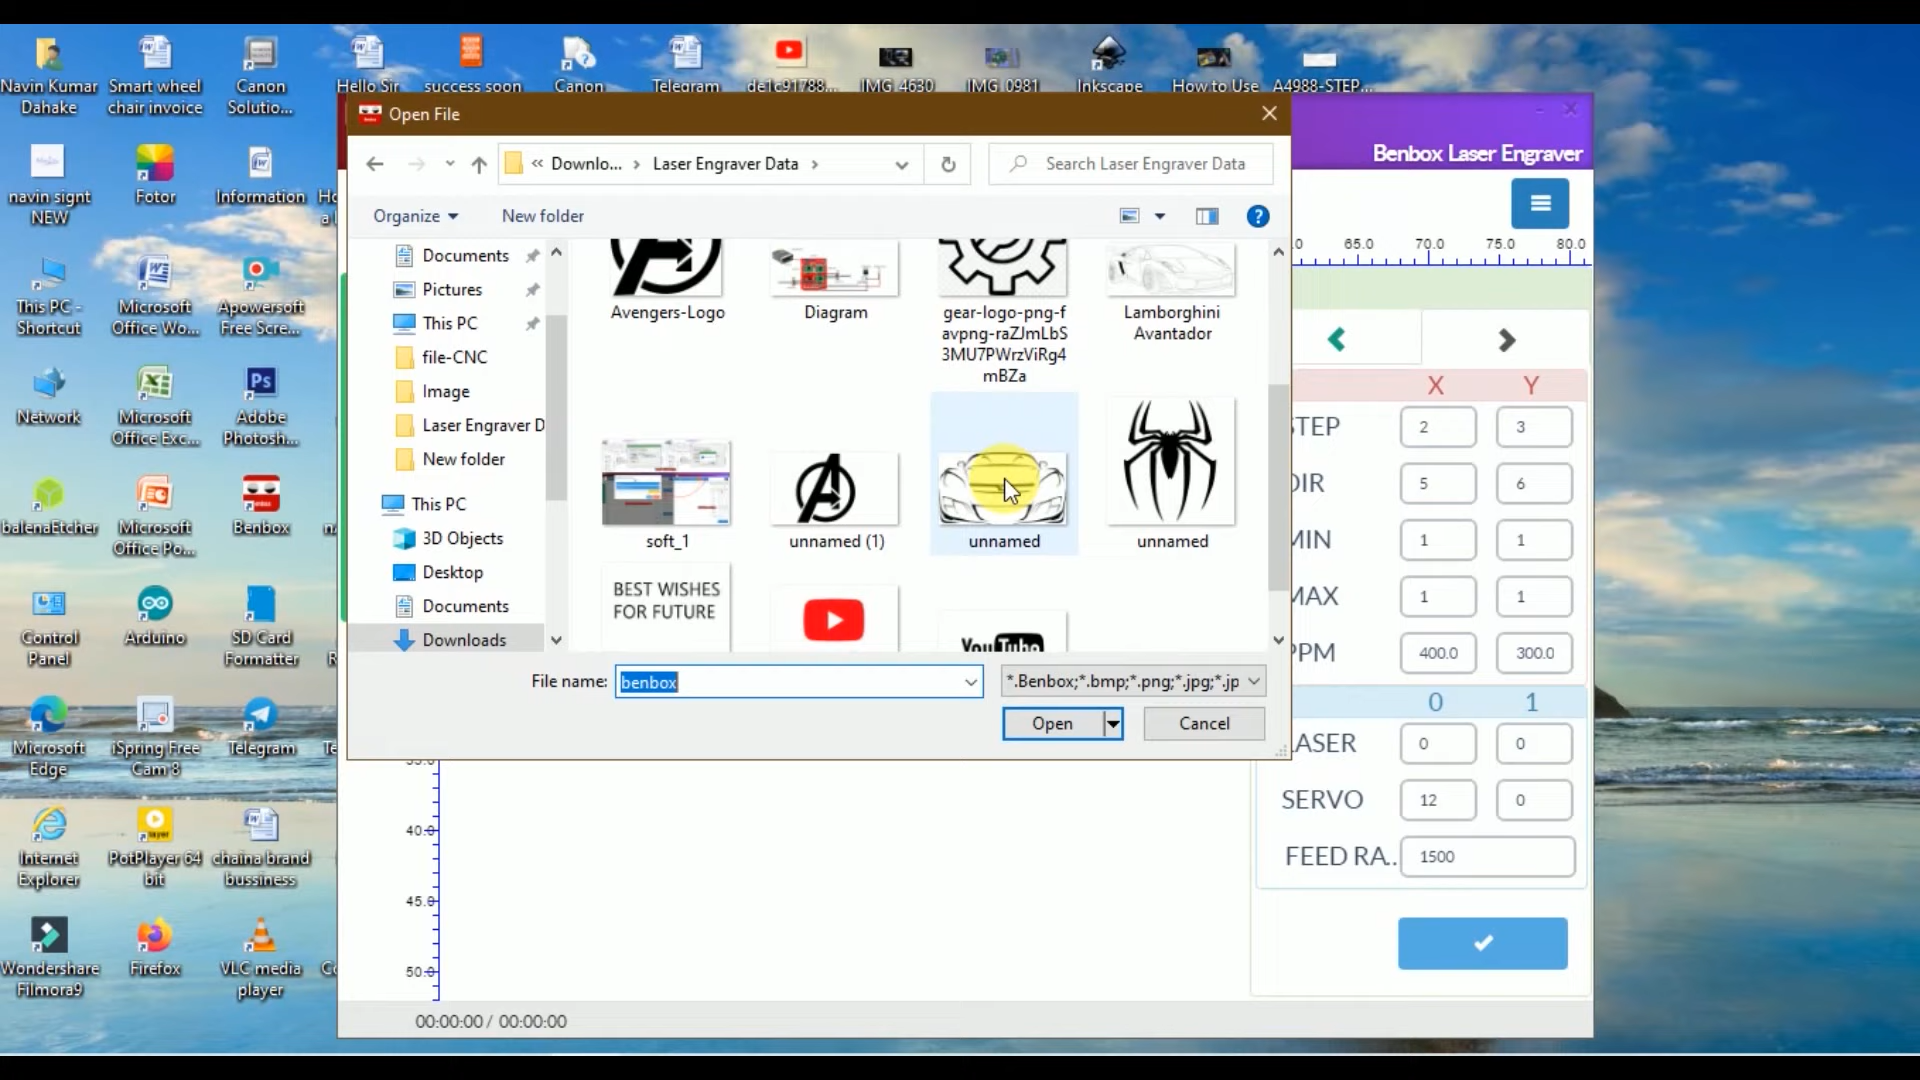 Navin Kumar
Dahake
Smart wheel
chair invoice
Canon
Solutio...
Hello Sir
success soon
Canon
Telegram
de1c91788...
IMG_4630
IMG_0981
Inkscape
How to Use
A4988-STEP...
Open File
Benbox Laser Engraver
« Downlo... › Laser Engraver Data ›
Search Laser Engraver Data
Organize
New folder
navin signt
NEW
Fotor
Information
This PC -
Shortcut
Microsoft
Office Wo...
Apowersoft
Free Scre...
Network
Microsoft
Office Exc...
Adobe
Photosh...
balenaEtcher
Microsoft
Office Po...
Benbox
Control
Panel
Arduino
SD Card
Formatter
Microsoft
Edge
iSpring Free
Cam 8
Telegram
Internet
Explorer
PotPlayer 64
bit
chaina brand
bussiness
Wondershare
Filmora9
Firefox
VLC media
player
Documents
Pictures
This PC
file-CNC
Image
Laser Engraver D
New folder
This PC
3D Objects
Desktop
Documents
Downloads
Avengers-Logo
Diagram
gear-logo-png-f
avpng-raZJmLbS
3MU7PWrzViRg4
mBZa
Lamborghini
Avantador
soft_1
unnamed (1)
unnamed
unnamed
BEST WISHES
FOR FUTURE
YouTube
File name: benbox
*.Benbox;*.bmp;*.png;*.jpg;*.jp
Open
Cancel
65.0 70.0 75.0 80.0
X Y
STEP 2 3
DIR 5 6
MIN 1 1
MAX 1 1
PPM 400.0 300.0
0 1
LASER 0 0
SERVO 12 0
FEED RA.. 1500
40.0
45.0
50.0
00:00:00 / 00:00:00